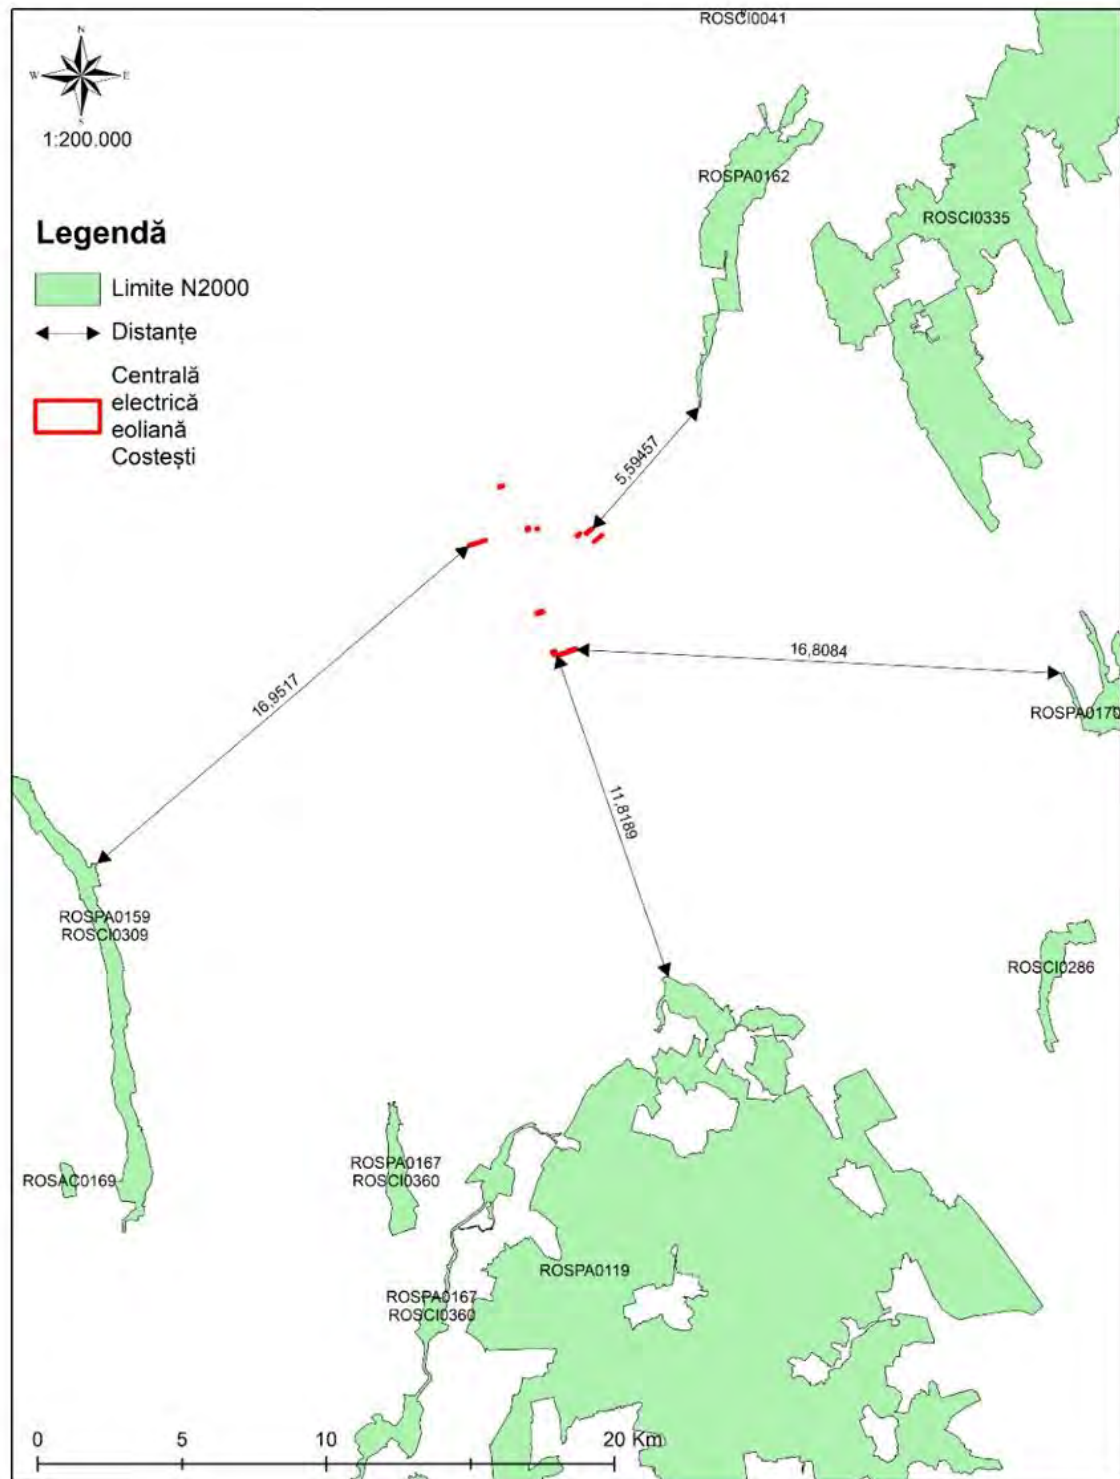 ROSCI0041
N
W
E
S
1:200.000
ROSPA0162
ROSCI0335
Legendă
Limite N2000
Distanțe
Centrală
electrică
eoliană
Costești
5,59457
16,9517
16,8084
ROSPA0170
11,8189
ROSPA0159
ROSCI0309
ROSCI0286
ROSAC0169
ROSPA0167
ROSCI0360
ROSPA0119
ROSPA0167
ROSCI0360
0 5 10 20 Km